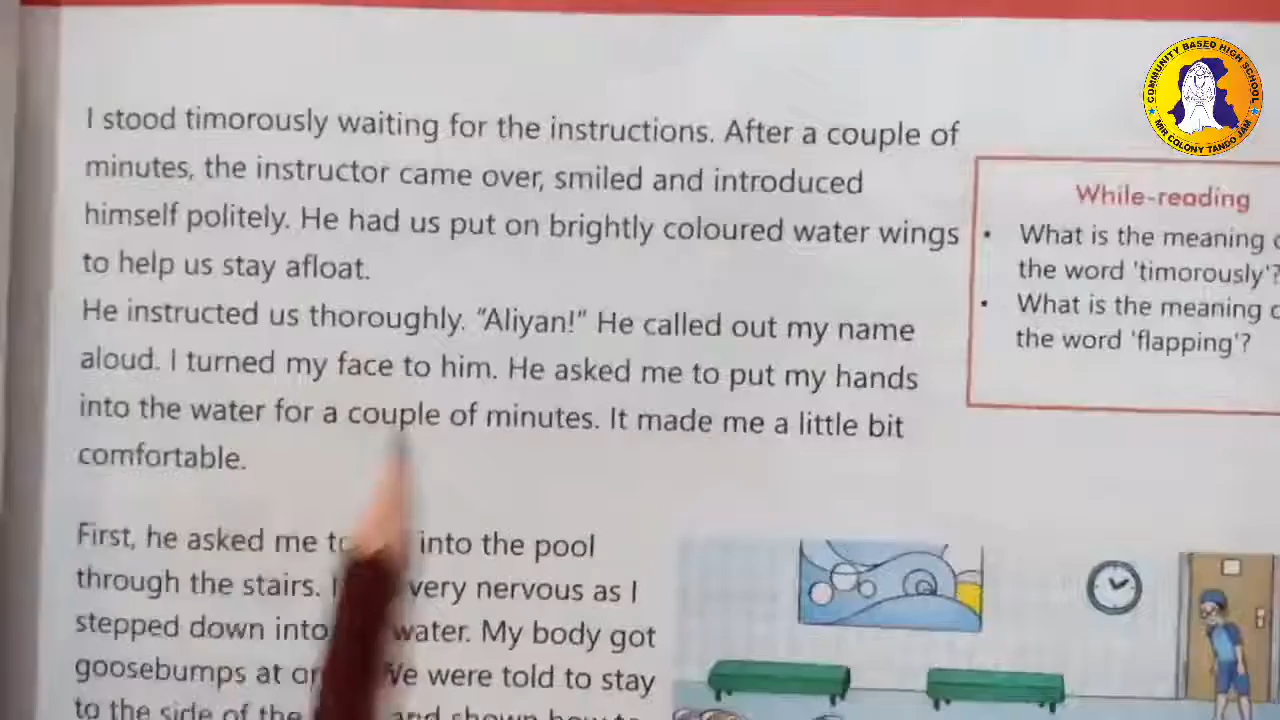 I stood timorously waiting for the instructions. After a couple of
minutes, the instructor came over, smiled and introduced
himself politely. He had us put on brightly coloured water wings
to help us stay afloat.
He instructed us thoroughly. “Aliyan!” He called out my name
aloud. I turned my face to him. He asked me to put my hands
into the water for a couple of minutes. It made me a little bit
comfortable.
First, he asked me to into the pool
through the stairs. I very nervous as I
stepped down into water. My body got
goosebumps at We were told to stay
to the side of the and shown how to
While-reading
• What is the meaning
the word 'timorously'?
• What is the meaning
the word 'flapping'?
COMMUNITY BASED HIGH SCHOOL
MIR COLONY TANDO JAM